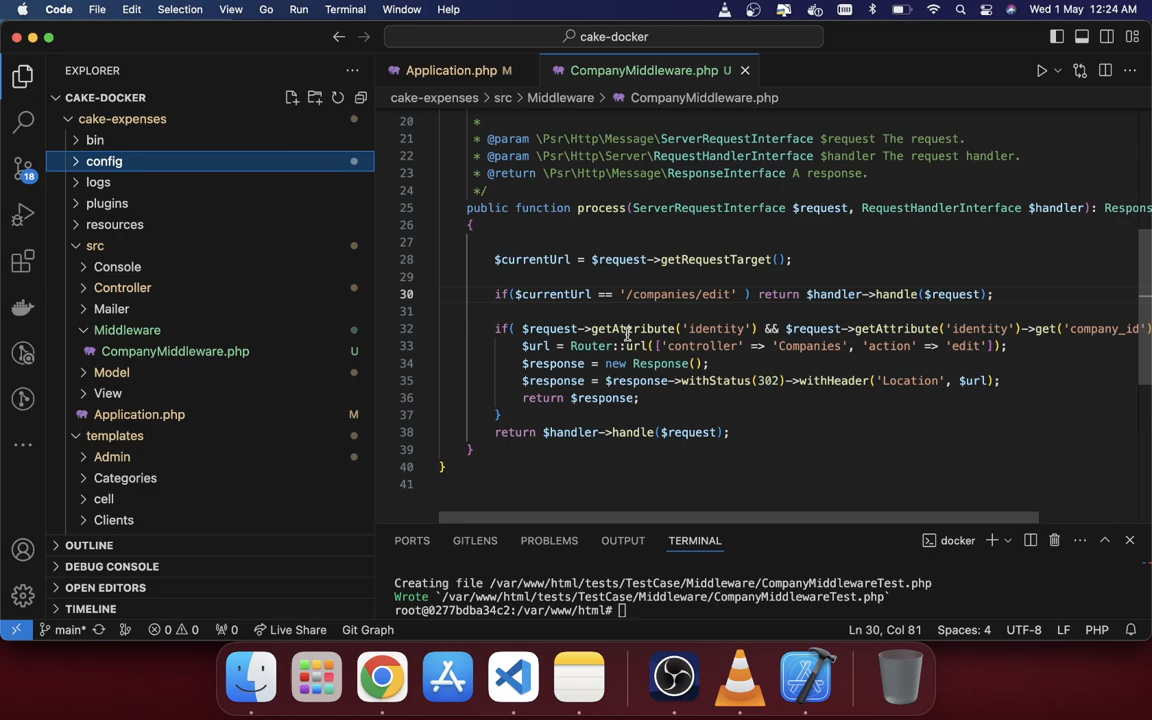 Code File Edit Selection View Go Run Terminal Window Help Wed 1 May 12:24 AM
cake-docker
EXPLORER
Application.php M
CompanyMiddleware.php U
CAKE-DOCKER
cake-expenses > src > Middleware > CompanyMiddleware.php
cake-expenses
bin
config
logs
plugins
resources
src
Console
Controller
Mailer
Middleware
CompanyMiddleware.php U
Model
View
Application.php M
templates
Admin
Categories
cell
Clients
OUTLINE
DEBUG CONSOLE
OPEN EDITORS
TIMELINE
18
20 *
21 * @param \Psr\Http\Message\ServerRequestInterface $request The request.
22 * @param \Psr\Http\Server\RequestHandlerInterface $handler The request handler.
23 * @return \Psr\Http\Message\ResponseInterface A response.
24 */
25 public function process(ServerRequestInterface $request, RequestHandlerInterface $handler): Respons
26 {
27
28 $currentUrl = $request->getRequestTarget();
29
30 if($currentUrl == '/companies/edit' ) return $handler->handle($request);
31
32 if( $request->getAttribute('identity') && $request->getAttribute('identity')->get('company_id')
33 $url = Router::url(['controller' => 'Companies', 'action' => 'edit']);
34 $response = new Response();
35 $response = $response->withStatus(302)->withHeader('Location', $url);
36 return $response;
37 }
38 return $handler->handle($request);
39 }
40 }
41
PORTS GITLENS PROBLEMS OUTPUT TERMINAL docker
Creating file /var/www/html/tests/TestCase/Middleware/CompanyMiddlewareTest.php
Wrote `/var/www/html/tests/TestCase/Middleware/CompanyMiddlewareTest.php`
root@0277bdba34c2:/var/www/html#
main* 0 0 0 Live Share Git Graph Ln 30, Col 81 Spaces: 4 UTF-8 LF PHP